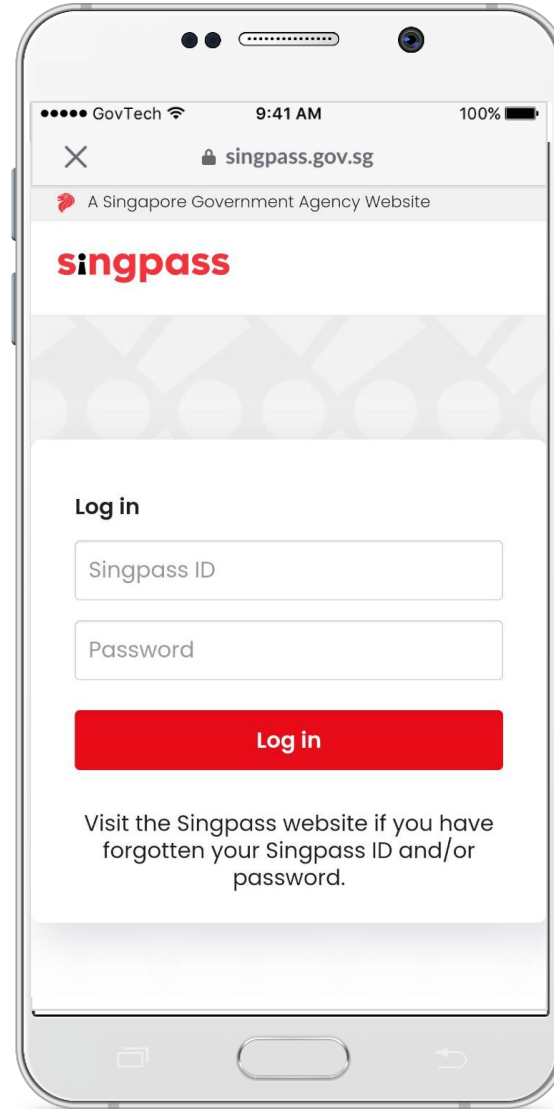 GovTech 9:41 AM 100%
singpass.gov.sg
A Singapore Government Agency Website
singpass
Log in
Singpass ID
Password
Log in
Visit the Singpass website if you have
forgotten your Singpass ID and/or
password.